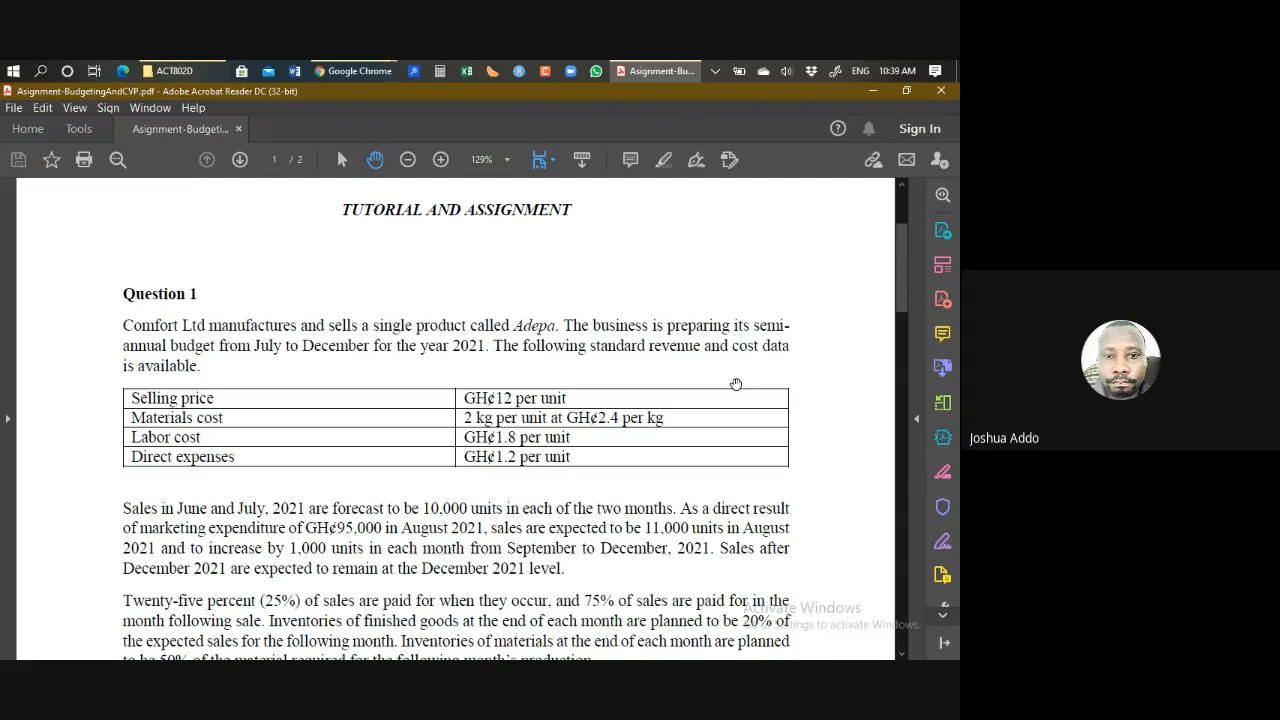 ACT802D
Google Chrome
Asignment-Bu...
ENG
10:39 AM
Asignment-BudgetingAndCVP.pdf - Adobe Acrobat Reader DC (32-bit)
File Edit View Sign Window Help
Home Tools Asignment-Budgeti... ×
Sign In
1 / 2
129%
TUTORIAL AND ASSIGNMENT
Question 1
Comfort Ltd manufactures and sells a single product called Adepa. The business is preparing its semi-
annual budget from July to December for the year 2021. The following standard revenue and cost data
is available.
Selling price GH¢12 per unit
Materials cost 2 kg per unit at GH¢2.4 per kg
Labor cost GH¢1.8 per unit
Direct expenses GH¢1.2 per unit
Sales in June and July, 2021 are forecast to be 10,000 units in each of the two months. As a direct result
of marketing expenditure of GH¢95,000 in August 2021, sales are expected to be 11,000 units in August
2021 and to increase by 1,000 units in each month from September to December, 2021. Sales after
December 2021 are expected to remain at the December 2021 level.
Twenty-five percent (25%) of sales are paid for when they occur, and 75% of sales are paid for in the
month following sale. Inventories of finished goods at the end of each month are planned to be 20% of
the expected sales for the following month. Inventories of materials at the end of each month are planned
to be 50% of the material required for the following month's production.
Activate Windows
Go to Settings to activate Windows.
Joshua Addo